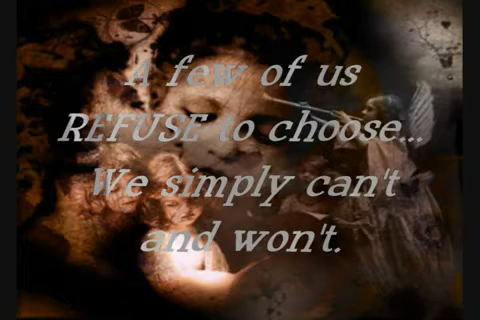 A few of us
REFUSE to choose...
We simply can't
and won't.